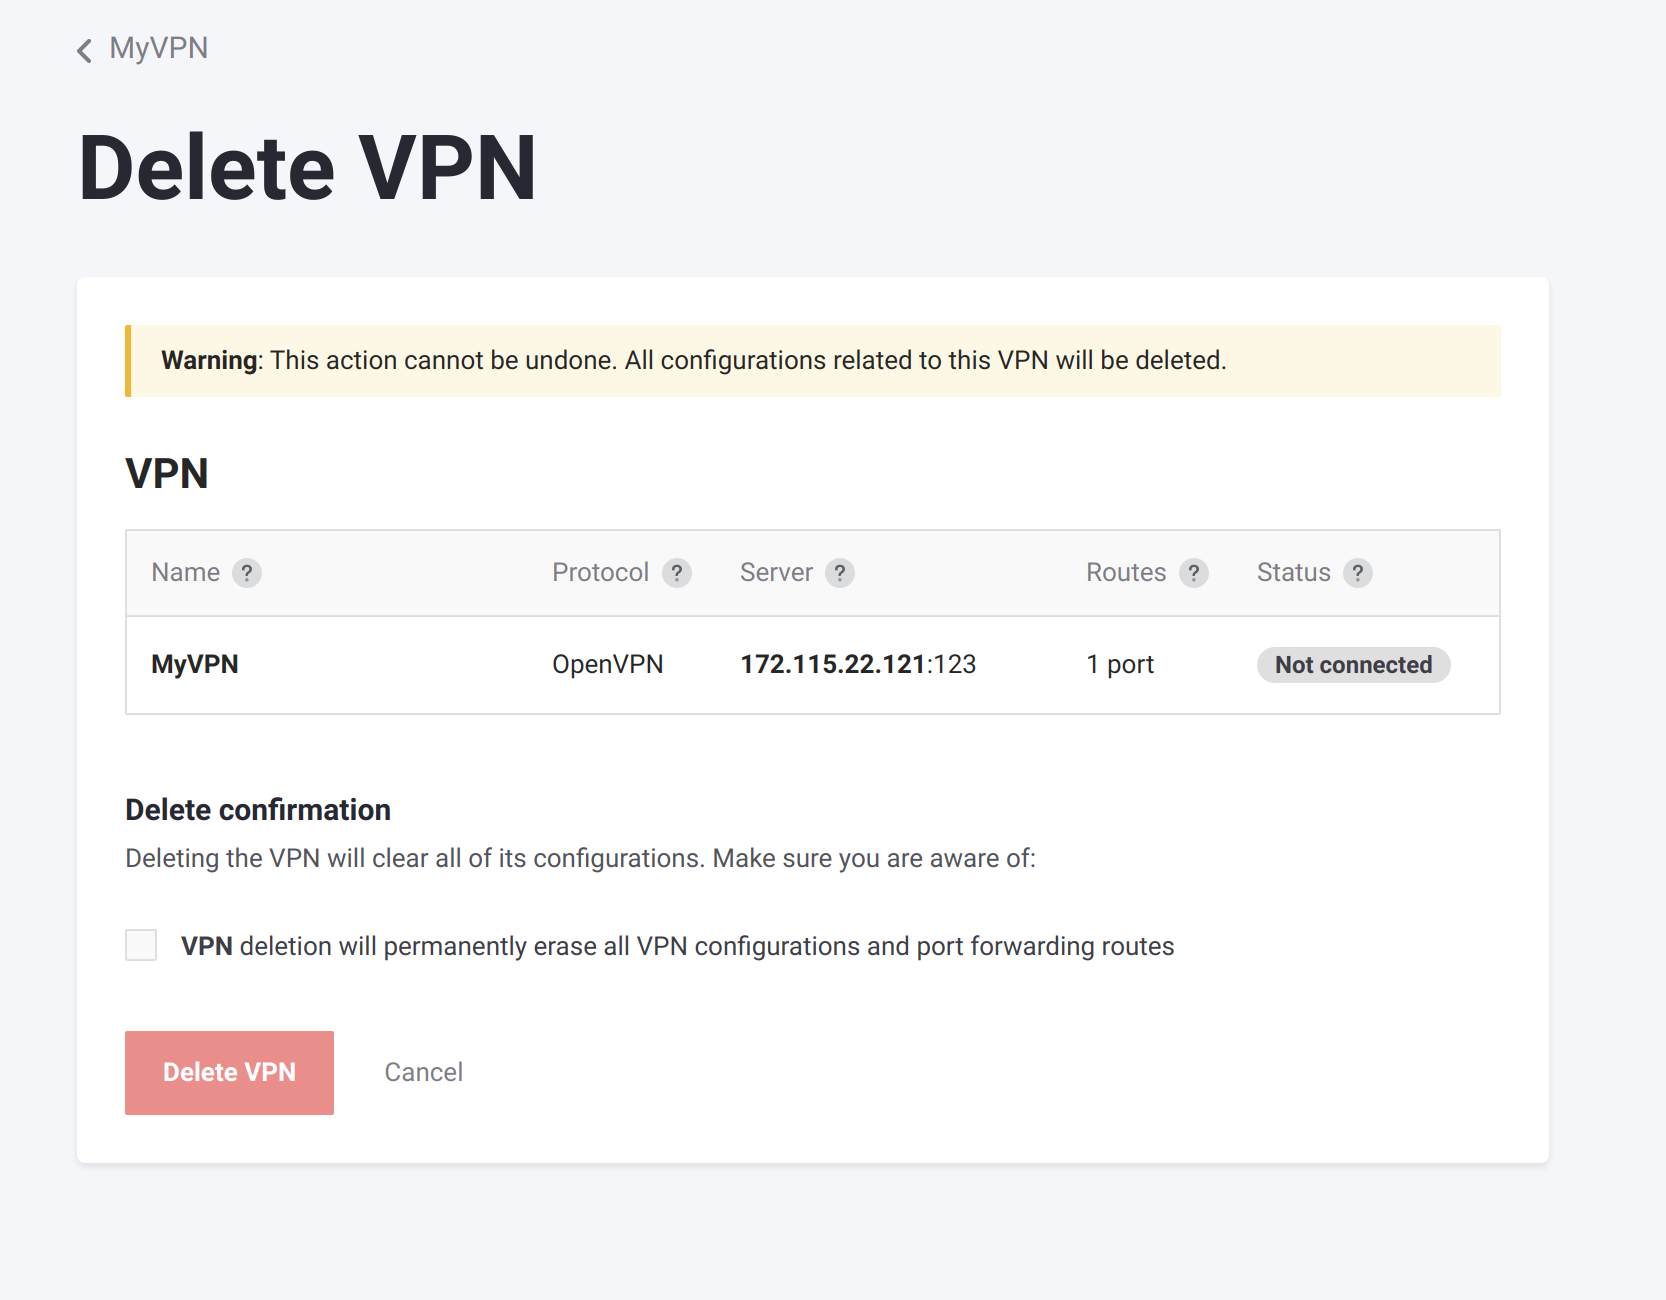 MyVPN
Delete VPN
Warning: This action cannot be undone. All configurations related to this VPN will be deleted.
VPN
Name ? Protocol ? Server ? Routes ? Status ?
MyVPN OpenVPN 172.115.22.121:123 1 port Not connected
Delete confirmation
Deleting the VPN will clear all of its configurations. Make sure you are aware of:
VPN deletion will permanently erase all VPN configurations and port forwarding routes
Delete VPN Cancel